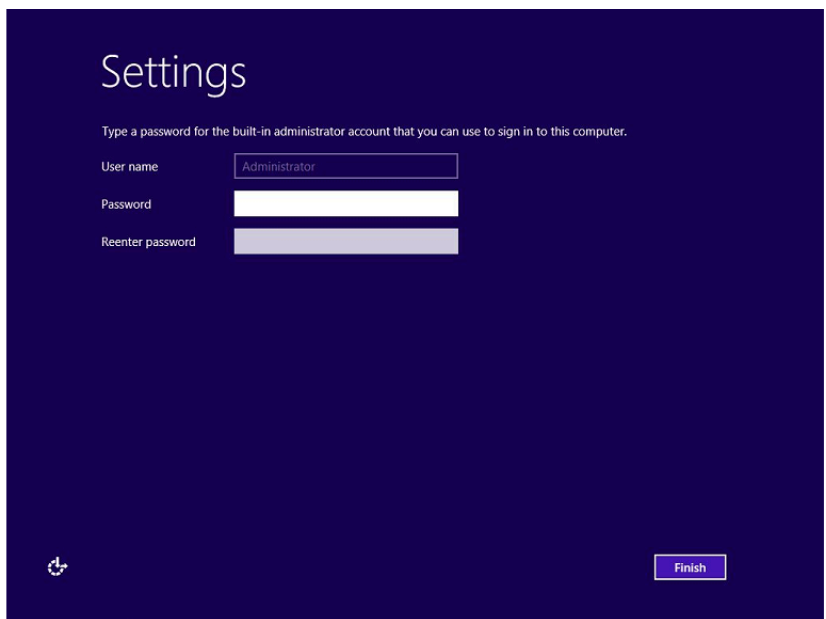 Settings
Type a password for the built-in administrator account that you can use to sign in to this computer.
User name
Administrator
Password
Reenter password
Finish